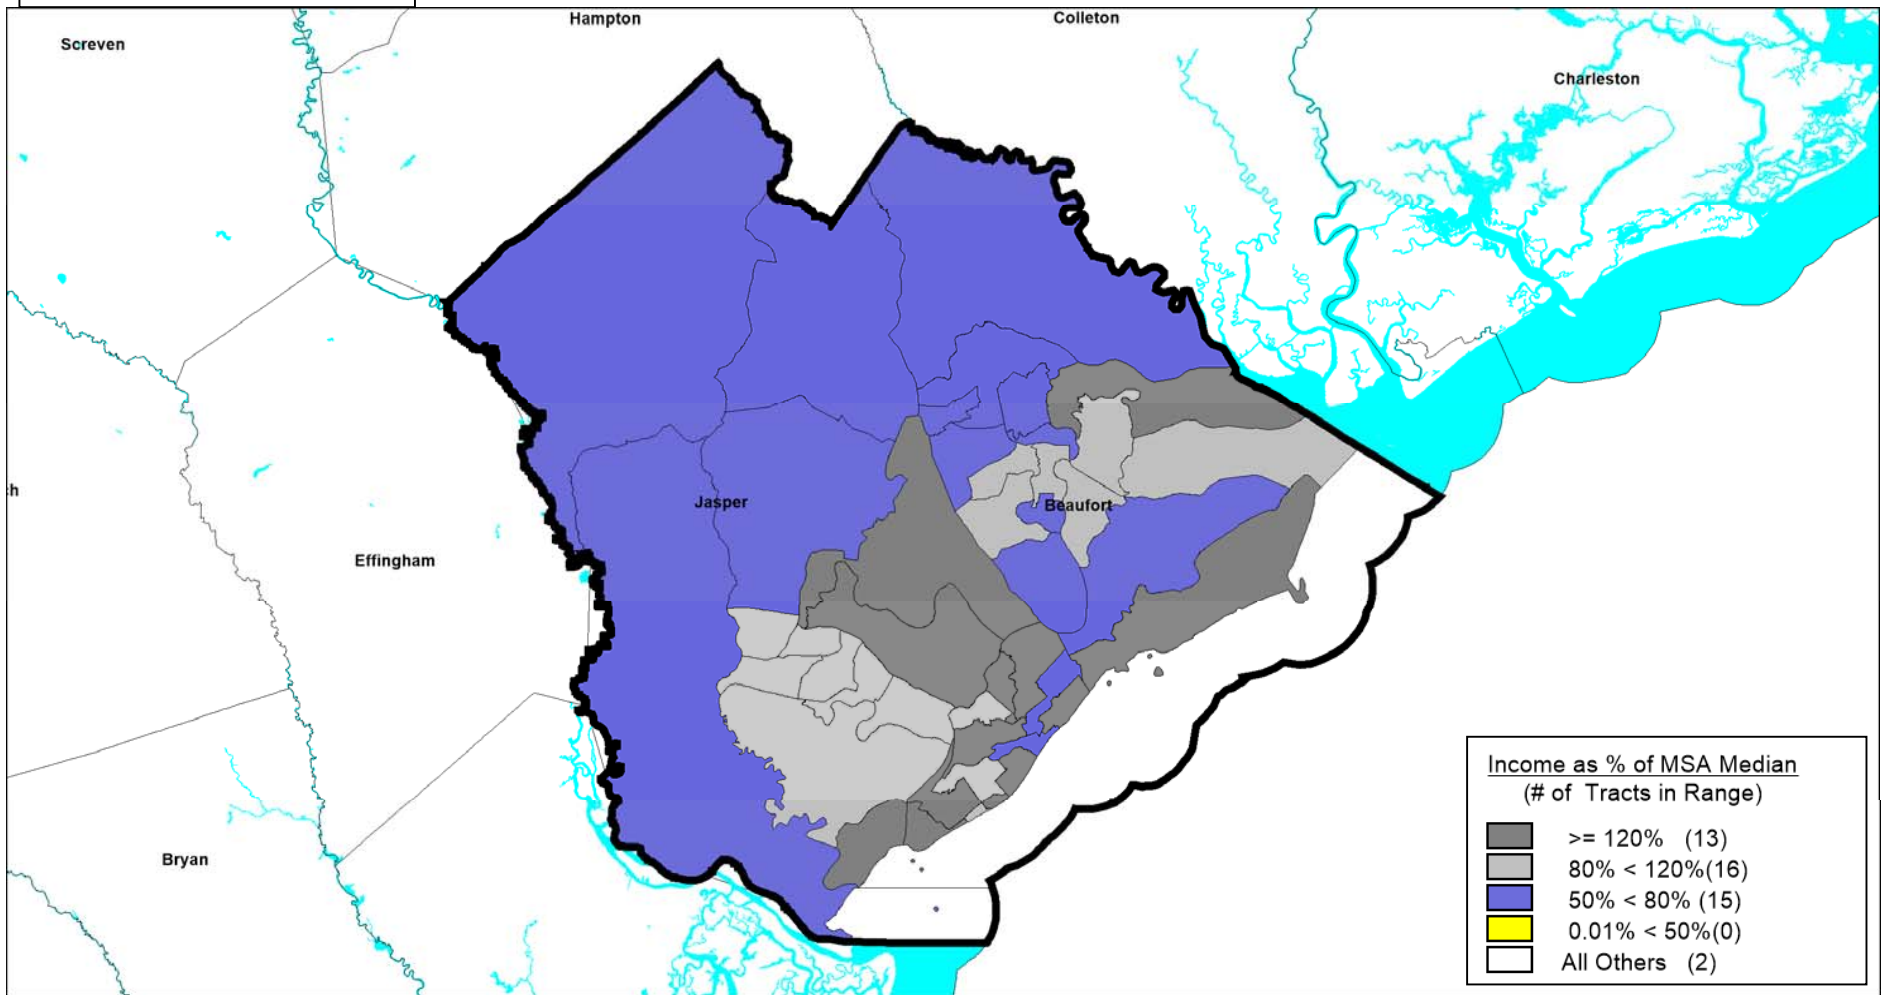 Hampton
Colleton
Screven
Charleston
h
Jasper
Beaufort
Effingham
Bryan
Income as % of MSA Median
(# of Tracts in Range)
>= 120% (13)
80% < 120%(16)
50% < 80% (15)
0.01% < 50%(0)
All Others (2)